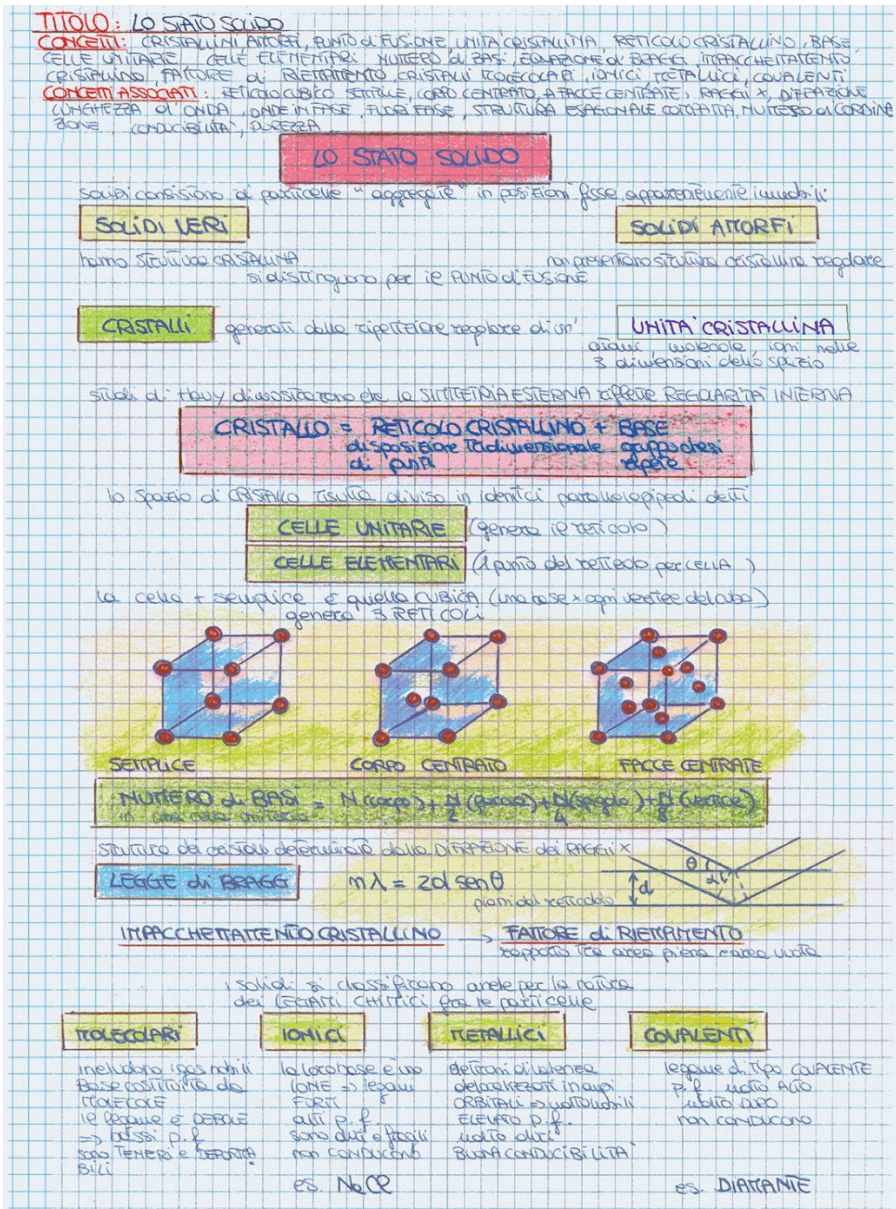 TITOLO: LO STATO SOLIDO
CONCETTI: CRISTALLINI, AMORFI, PUNTO di FUSIONE, UNITÀ CRISTALLINA, RETICOLO CRISTALLINO, BASE,
CELLE UNITARIE, CELLE ELEMENTARI NUMERO di BASI, EQUAZIONE di BRAGG, IMPACCHETTAMENTO
CRISTALLINO, FATTORE di RIEMPIMENTO, CRISTALLI MOLECOLARI, IONICI METALLICI, COVALENTI
CONCETTI ASSOCIATI: RETICOLO CUBICO SEMPLICE, CORPO CENTRATO, A FACCE CENTRATE, RAGGI X, DIFRAZIONE
LUNGHEZZA di ONDA, ONDE IN FASE, FUORI FASE, STRUTTURA ESAGONALE COMPATTA, NUMERO di COORDINA
ZIONE, CONDUCIBILITÀ, DUREZZA
LO STATO SOLIDO
solidi consistono di particelle "aggregate" in posizioni fisse apparentemente immobili
SOLIDI VERI SOLIDI AMORFI
hanno STRUTTURA CRISTALLINA non presentano struttura cristallina regolare
si distinguono per il PUNTO di FUSIONE
CRISTALLI generati dalla ripetizione regolare di un' UNITÀ CRISTALLINA
atomi, molecole, ioni nelle
3 dimensioni dello spazio
studi di Hauy dimostrarono che la SIMMETRIA ESTERNA riflette REGOLARITÀ INTERNA
CRISTALLO = RETICOLO CRISTALLINO + BASE
disposizione tridimensionale gruppo che si
di punti ripete
lo spazio di CRISTALLO risulta diviso in identici parallelepipedi detti
CELLE UNITARIE (genera il reticolo)
CELLE ELEMENTARI (1 punto del reticolo per CELLA)
la cella + semplice è quella CUBICA (una base x ogni vertice del cubo)
genera 3 RETICOLI
SEMPLICE CORPO CENTRATO FACCE CENTRATE
NUMERO di BASI = N(corpo) + N/2 (faccia) + N/4 (spigolo) + N/8 (vertice)
in una cella unitaria
struttura dei cristalli determinata dalla DIFRAZIONE dei RAGGI X
LEGGE di BRAGG nλ = 2d senθ
piani del reticolo
θ
d
IMPACCHETTAMENTO CRISTALLINO → FATTORE di RIEMPIMENTO
rapporto tra area piena e area vuota
i solidi si classificano anche per la natura
dei LEGAMI CHIMICI fra le particelle
MOLECOLARI
includono i gas nobili
Base costituita da
MOLECOLE
il legame è DEBOLE
=> bassi p.f
sono TENERI e DEFORMA
BILI
IONICI
la loro base è uno
IONE => legami
FORTI
alti p.f
sono duri e fragili
non CONDUCONO
es. NaCl
METALLICI
elettroni di valenza
delocalizzati in ampi
ORBITALI => molto mobili
ELEVATO p.f.
molto duri
BUONA CONDUCIBILITÀ
COVALENTI
legame di tipo COVALENTE
p.f. molto ALTO
molto DURO
non CONDUCONO
es. DIAMANTE